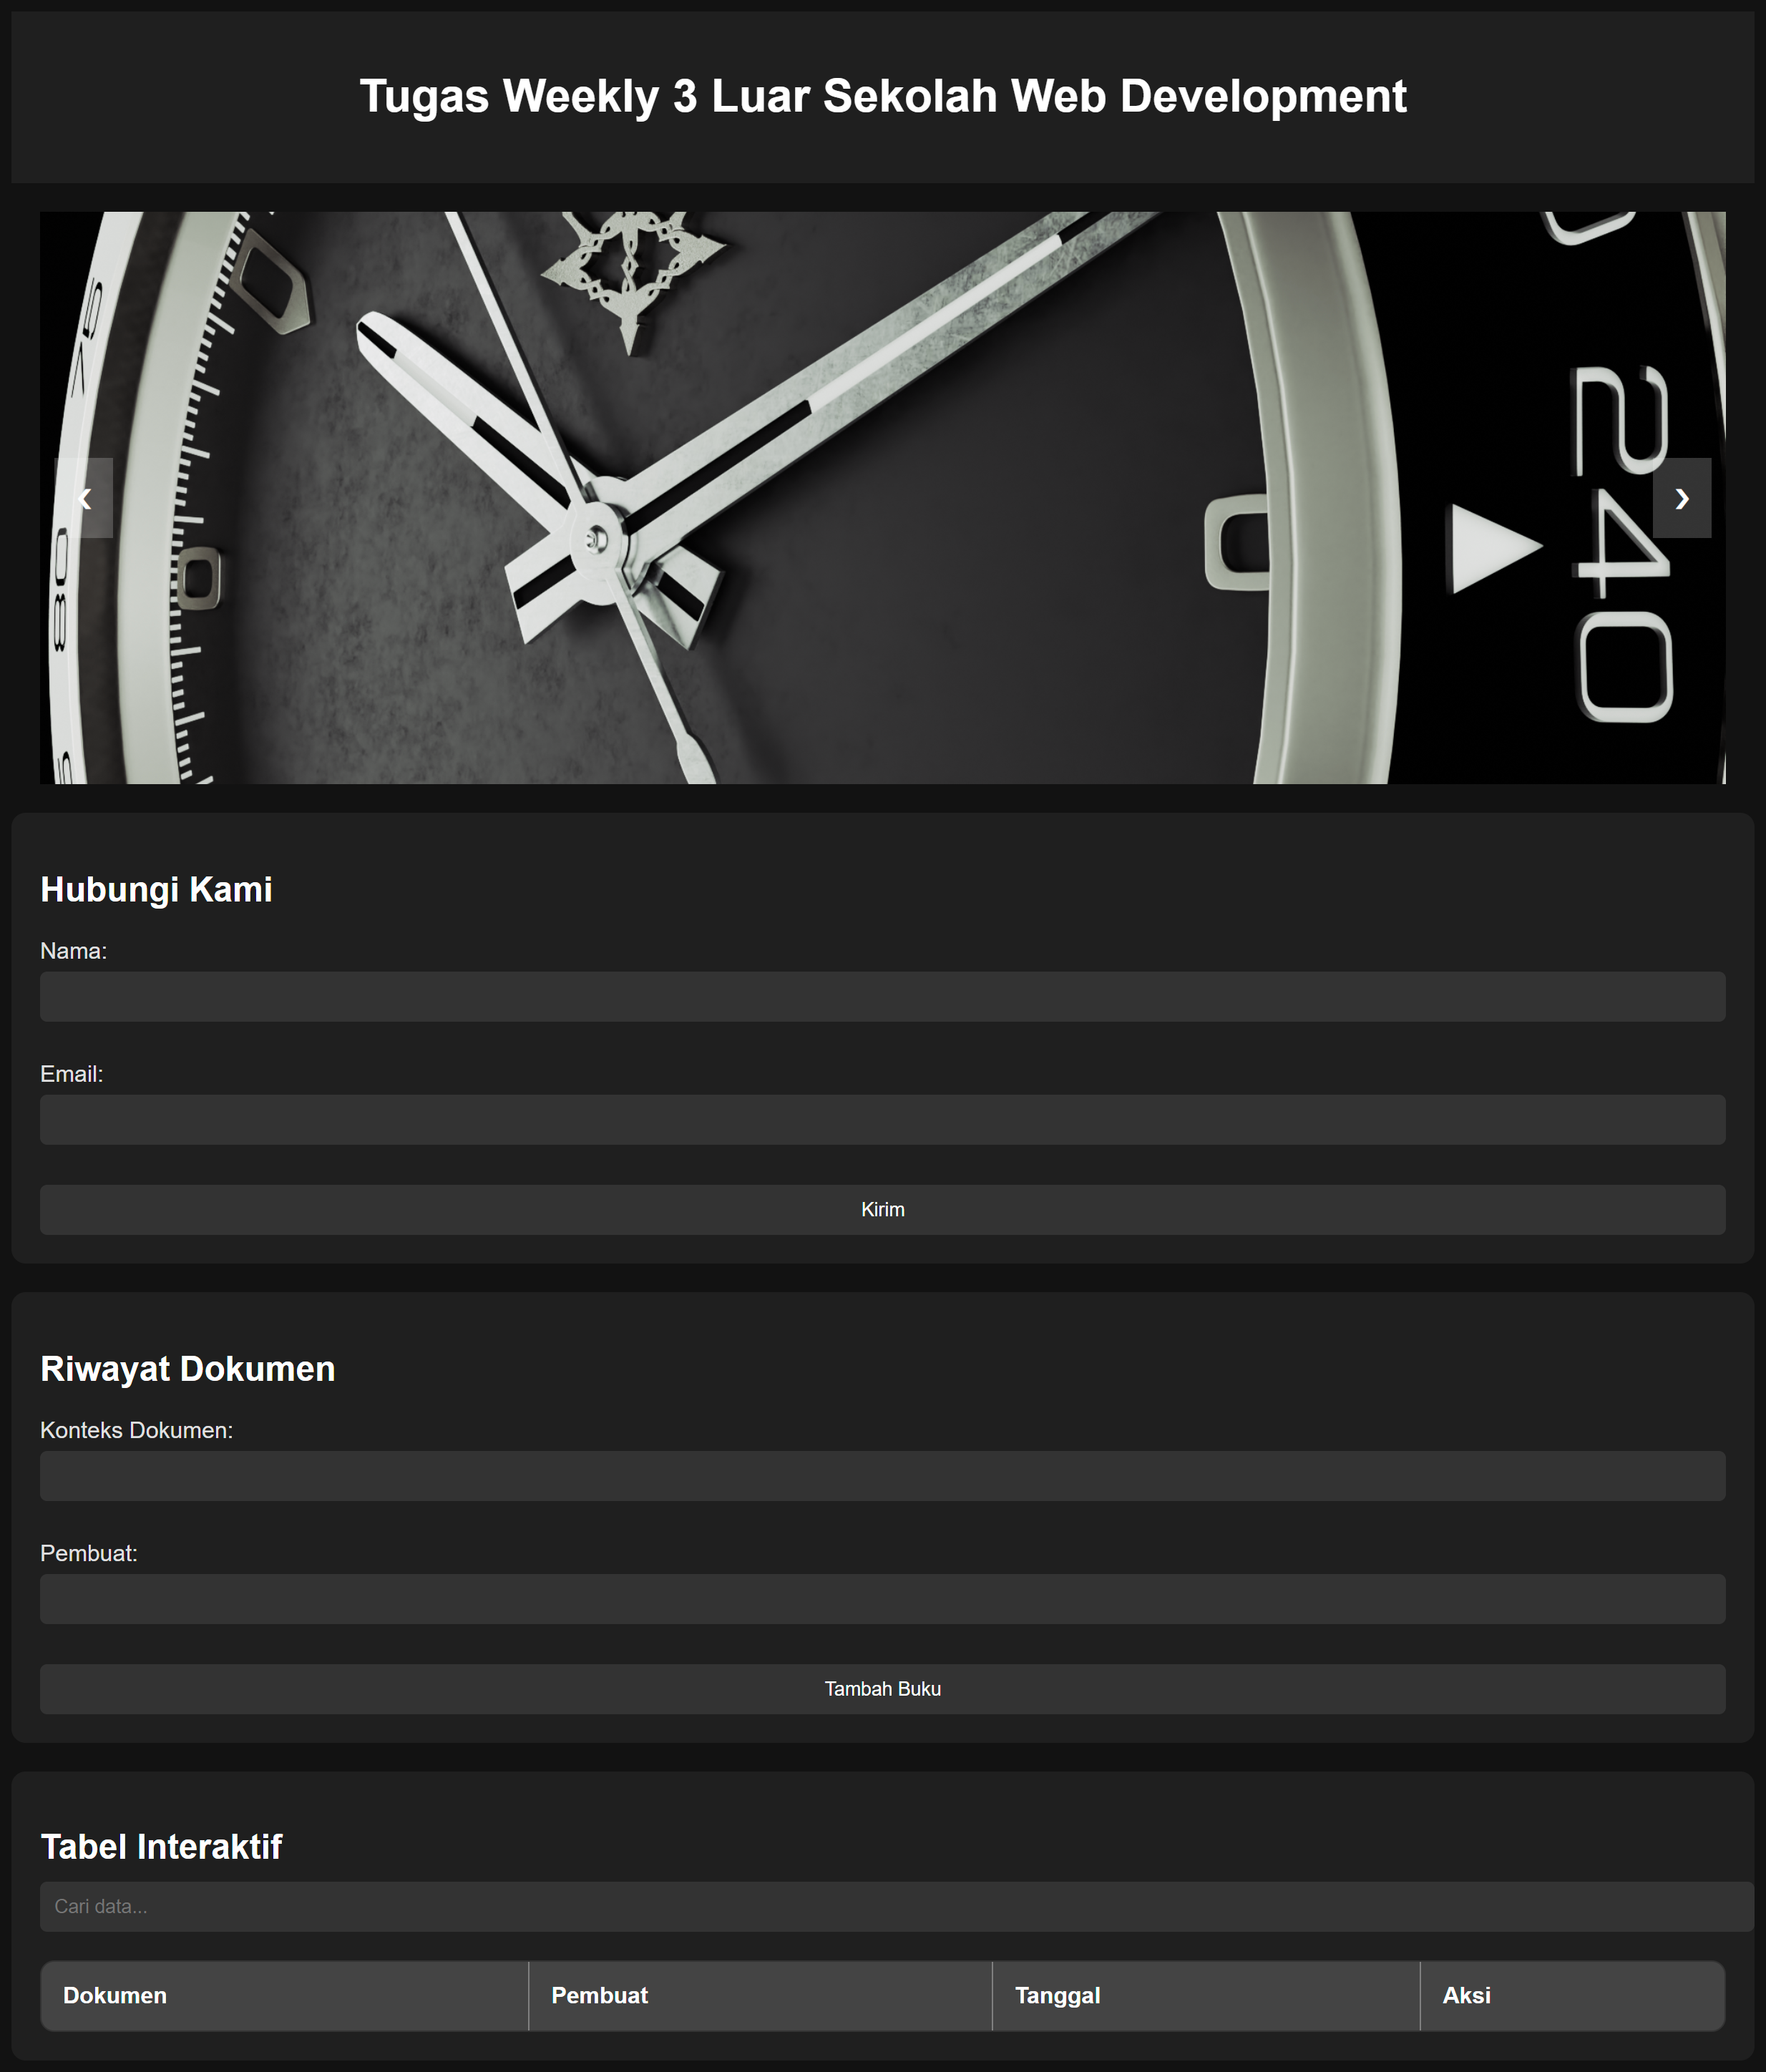 Tugas Weekly 3 Luar Sekolah Web Development
240
80
‹
›
Hubungi Kami
Nama:
Email:
Kirim
Riwayat Dokumen
Konteks Dokumen:
Pembuat:
Tambah Buku
Tabel Interaktif
Cari data...
Dokumen Pembuat Tanggal Aksi